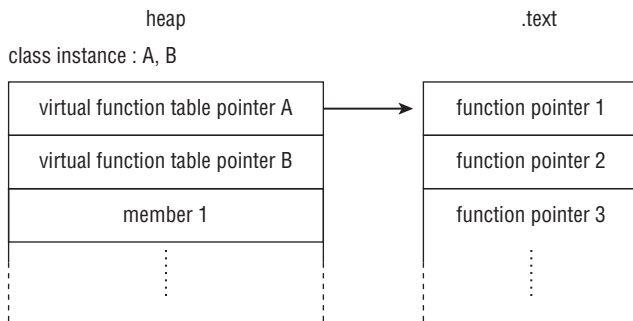 heap
.text
class instance : A, B
virtual function table pointer A
function pointer 1
virtual function table pointer B
function pointer 2
member 1
function pointer 3